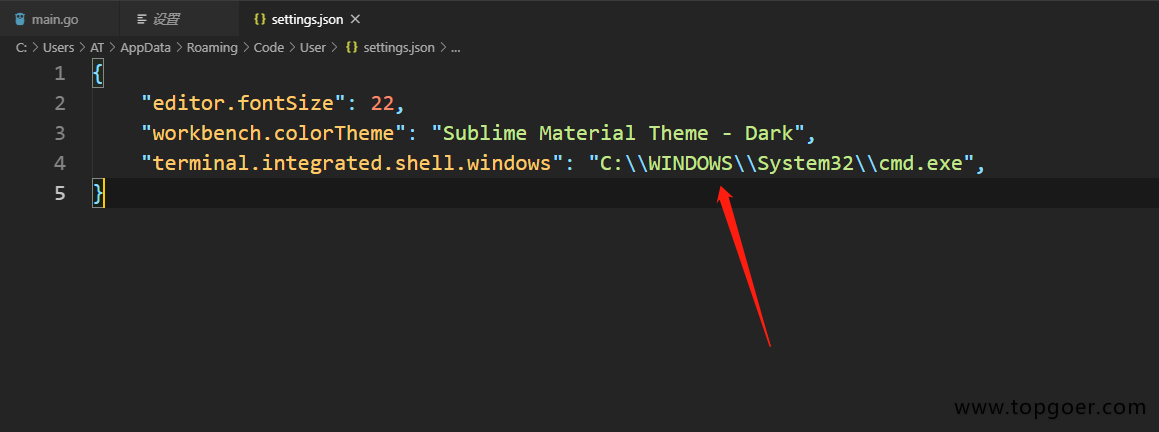 main.go 设置 settings.json
C: > Users > AT > AppData > Roaming > Code > User > {} settings.json > ...
1 {
2 "editor.fontSize": 22,
3 "workbench.colorTheme": "Sublime Material Theme - Dark",
4 "terminal.integrated.shell.windows": "C:\\WINDOWS\\System32\\cmd.exe",
5 }
www.topgoer.com